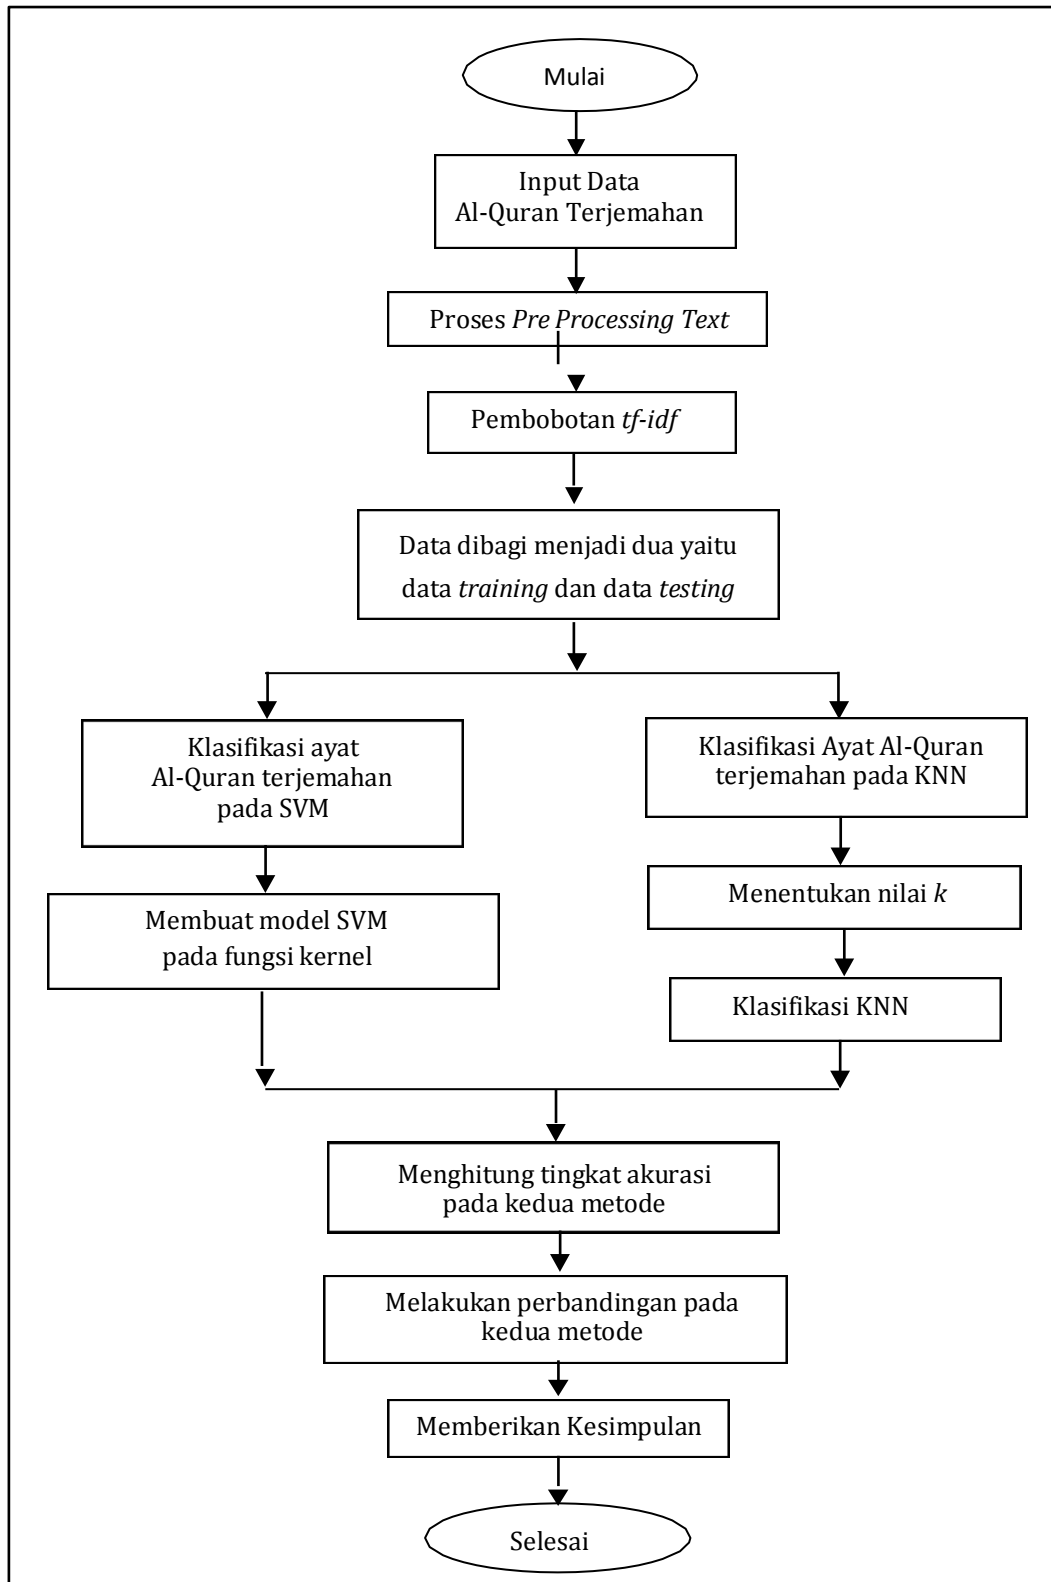 Mulai
Input Data
Al-Quran Terjemahan
Proses Pre Processing Text
Pembobotan tf-idf
Data dibagi menjadi dua yaitu
data training dan data testing
Klasifikasi ayat
Al-Quran terjemahan
pada SVM
Membuat model SVM
pada fungsi kernel
Klasifikasi Ayat Al-Quran
terjemahan pada KNN
Menentukan nilai k
Klasifikasi KNN
Menghitung tingkat akurasi
pada kedua metode
Melakukan perbandingan pada
kedua metode
Memberikan Kesimpulan
Selesai